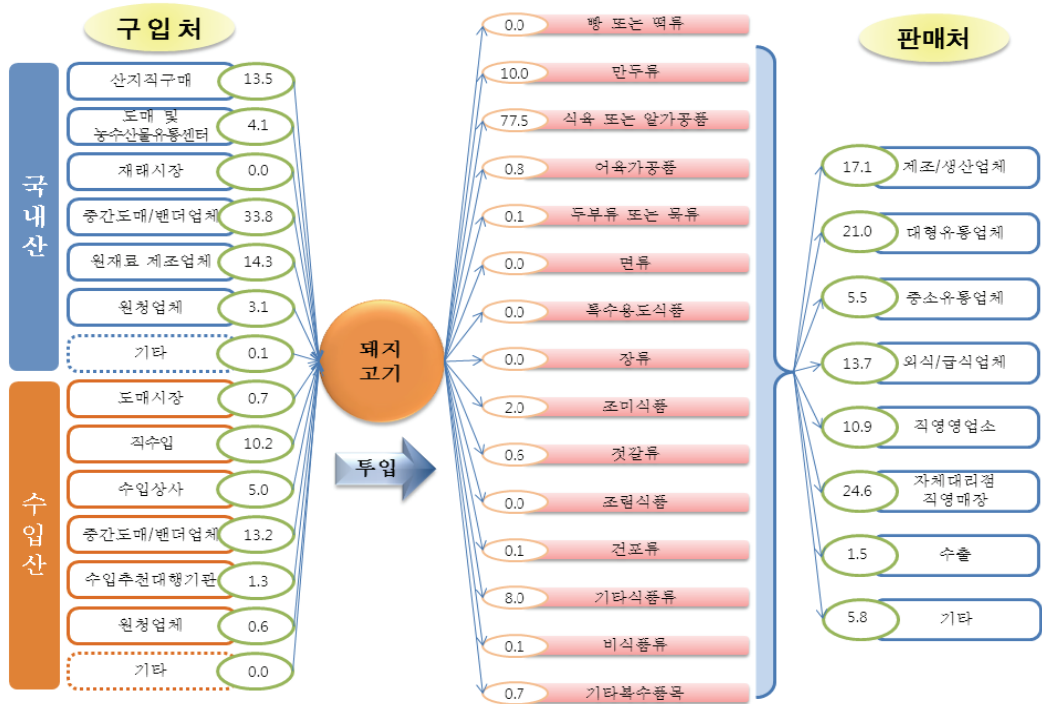 구입처
국내산
산지직구매 13.5
도매 및
농수산물유통센터 4.1
재래시장 0.0
중간도매/밴더업체 33.8
원재료 제조업체 14.3
원청업체 3.1
기타 0.1
수입산
도매시장 0.7
직수입 10.2
수입상사 5.0
중간도매/밴더업체 13.2
수입추천대행기관 1.3
원청업체 0.6
기타 0.0
돼지
고기
투입
0.0 빵 또는 떡류
10.0 만두류
77.5 식육 또는 알가공품
0.8 어육가공품
0.1 두부류 또는 묵류
0.0 면류
0.0 복수용도식품
0.0 장류
2.0 조미식품
0.6 젓갈류
0.0 조림식품
0.1 건포류
8.0 기타식품류
0.1 비식품류
0.7 기타복수품목
판매처
17.1 제조/생산업체
21.0 대형유통업체
5.5 중소유통업체
13.7 외식/급식업체
10.9 직영영업소
24.6 자체대리점
직영매장
1.5 수출
5.8 기타